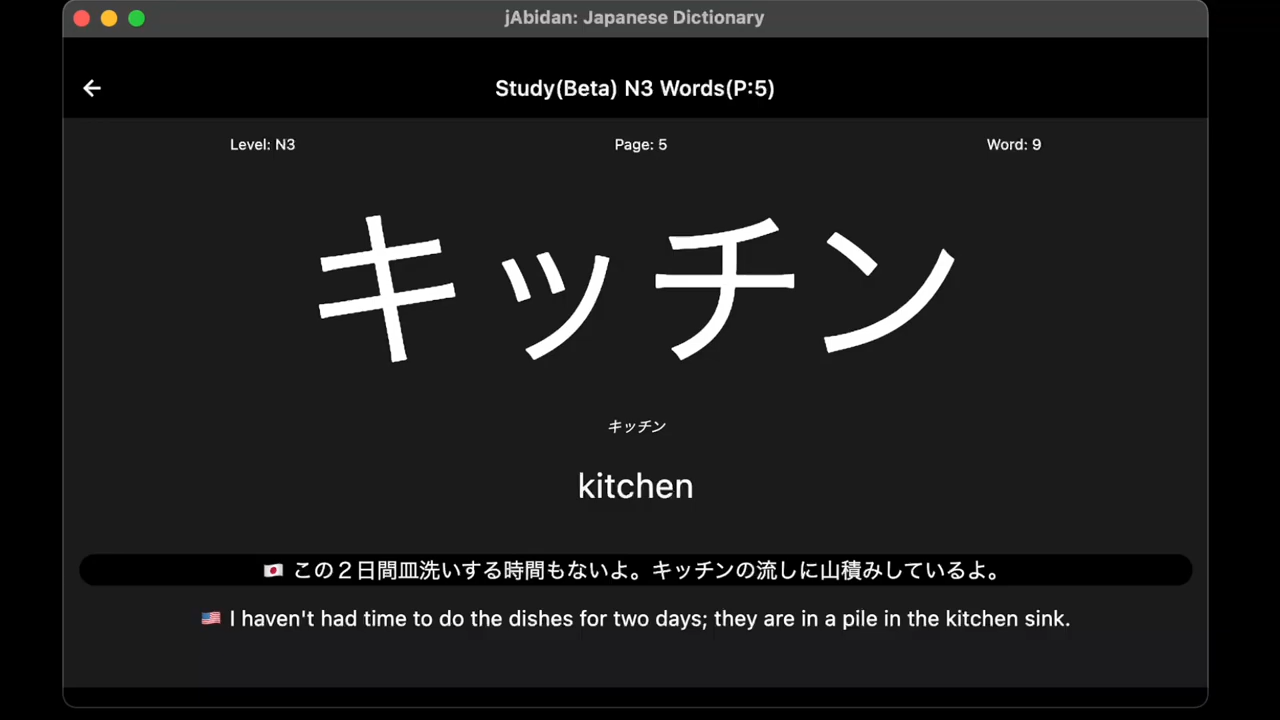 jAbidan: Japanese Dictionary
Study(Beta) N3 Words(P:5)
Level: N3
Page: 5
Word: 9
キッチン
キッチン
kitchen
🇯🇵 この２日間皿洗いする時間もないよ。キッチンの流しに山積みしているよ。
🇺🇸 I haven't had time to do the dishes for two days; they are in a pile in the kitchen sink.